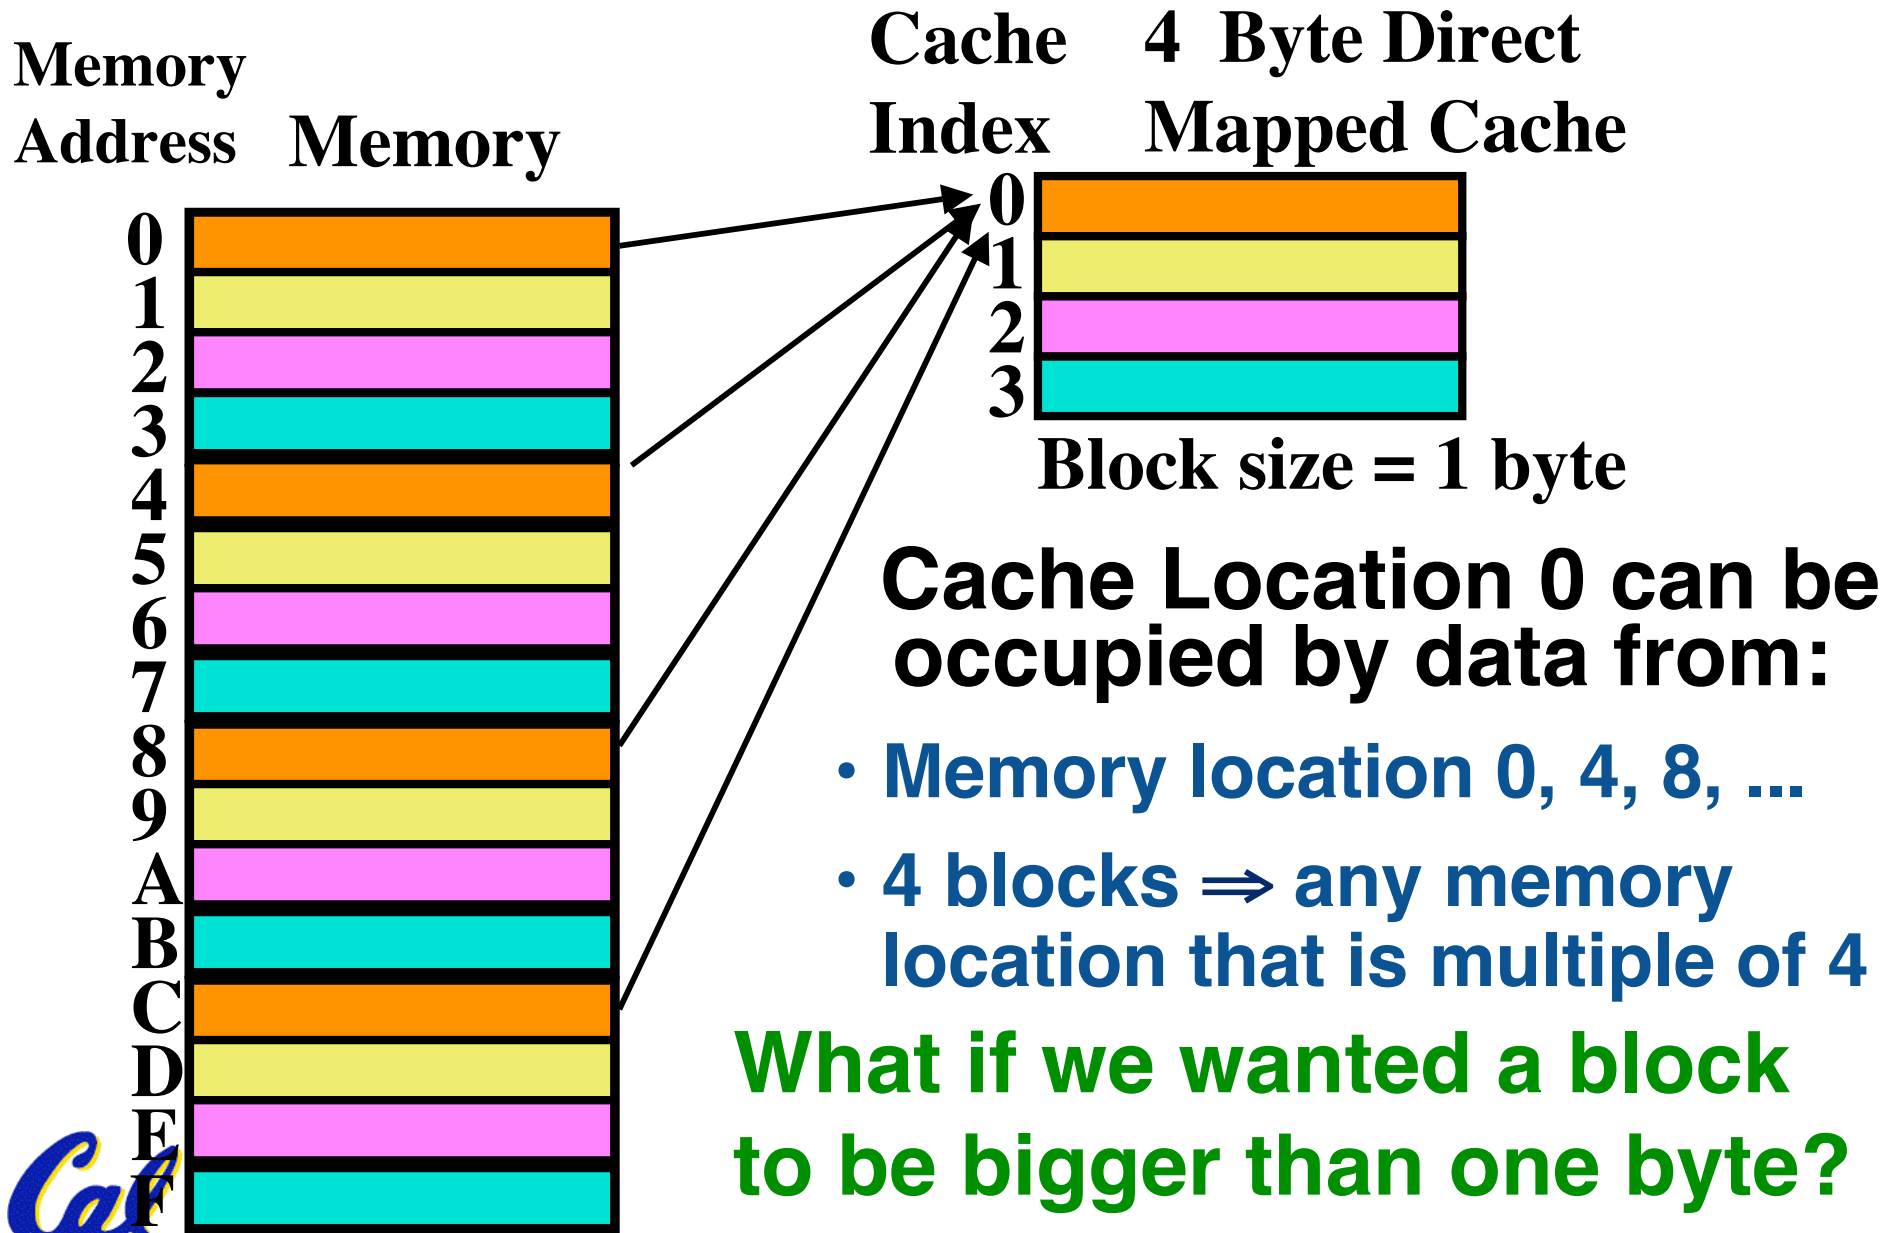 Memory
Address
Memory
0
1
2
3
4
5
6
7
8
9
A
B
C
D
E
F
Cal
Cache
Index
4 Byte Direct
Mapped Cache
0
1
2
3
Block size = 1 byte
Cache Location 0 can be
occupied by data from:
• Memory location 0, 4, 8, ...
• 4 blocks ⇒ any memory
location that is multiple of 4
What if we wanted a block
to be bigger than one byte?